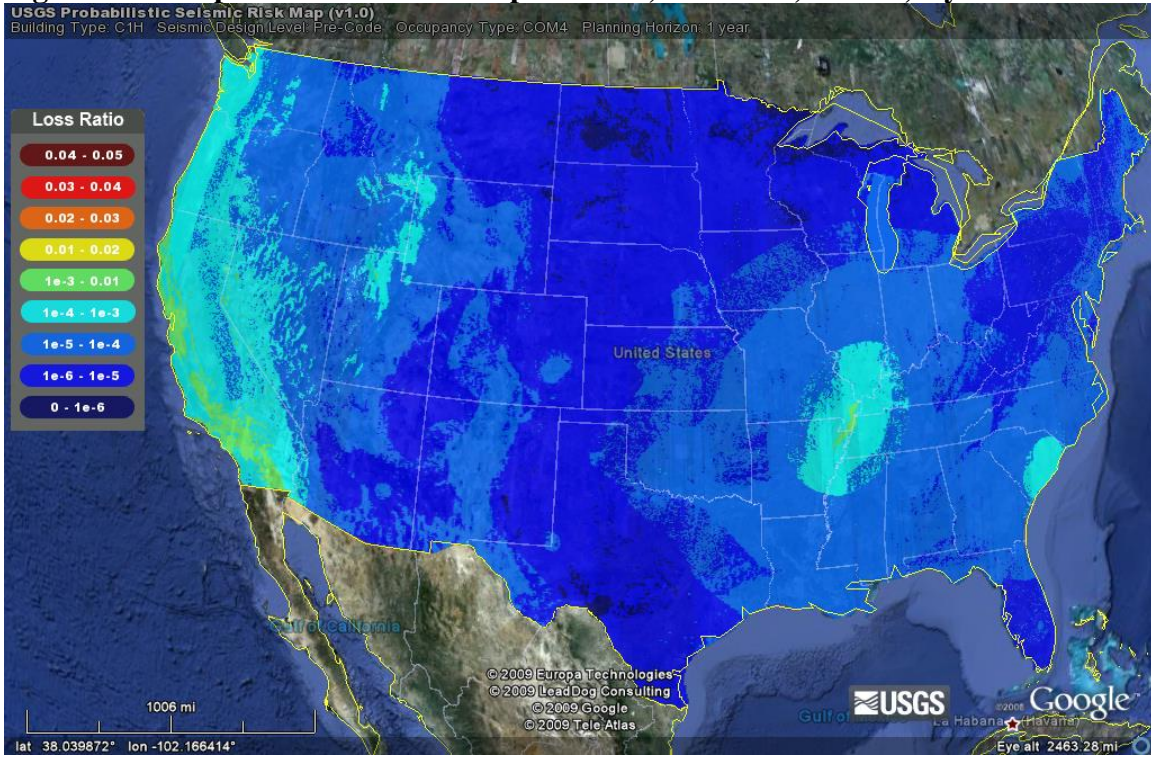 USGS Probabilistic Seismic Risk Map (v1.0)
Building Type: C1H Seismic Design Level: Pre-Code Occupancy Type: COM4 Planning Horizon: 1 year
Loss Ratio
0.04 - 0.05
0.03 - 0.04
0.02 - 0.03
0.01 - 0.02
1e-3 - 0.01
1e-4 - 1e-3
1e-5 - 1e-4
1e-6 - 1e-5
0 - 1e-6
United States
Gulf of California
© 2009 Europa Technologies
© 2009 LeadDog Consulting
© 2009 Google
© 2009 Tele Atlas
1006 mi
Gulf of
USGS
©2008 Google
La Habana (Havana)
lat 38.039872° lon -102.166414°
Eye alt 2463.28 mi